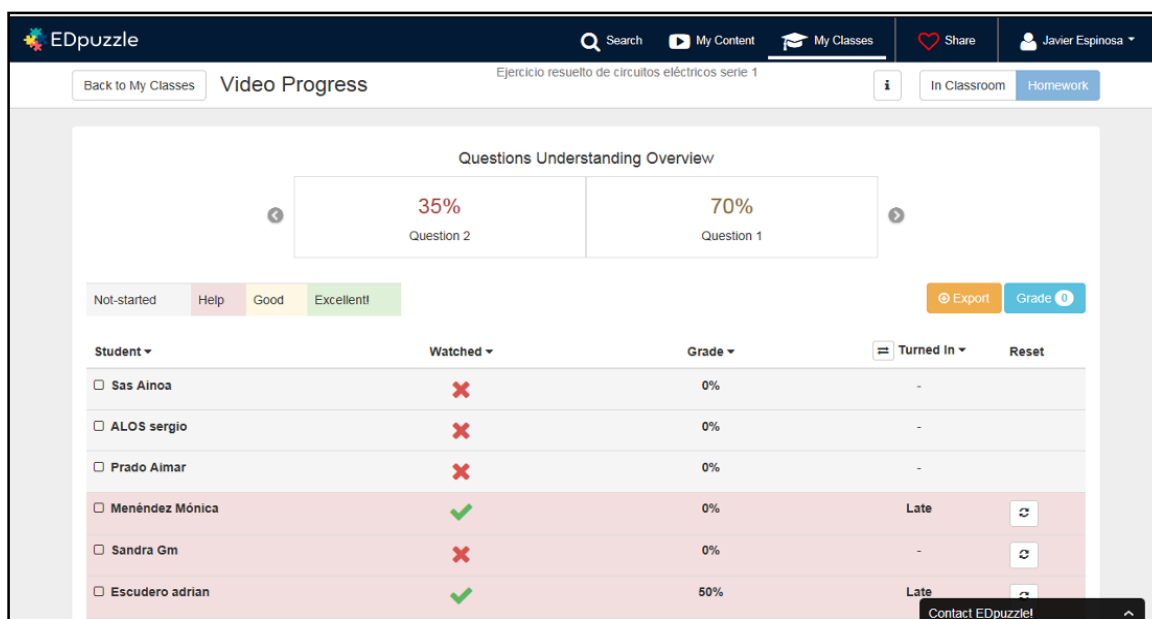 EDpuzzle Search My Content My Classes Share Javier Espinosa
Back to My Classes Video Progress Ejercicio resuelto de circuitos eléctricos serie 1 i In Classroom Homework
Questions Understanding Overview
35% 70%
Question 2 Question 1
Not-started Help Good Excellent! Export Grade 0
Student Watched Grade Turned In Reset
Sas Ainoa 0% -
ALOS sergio 0% -
Prado Aimar 0% -
Menéndez Mónica 0% Late
Sandra Gm 0% -
Escudero adrian 50% Late
Contact EDpuzzle!